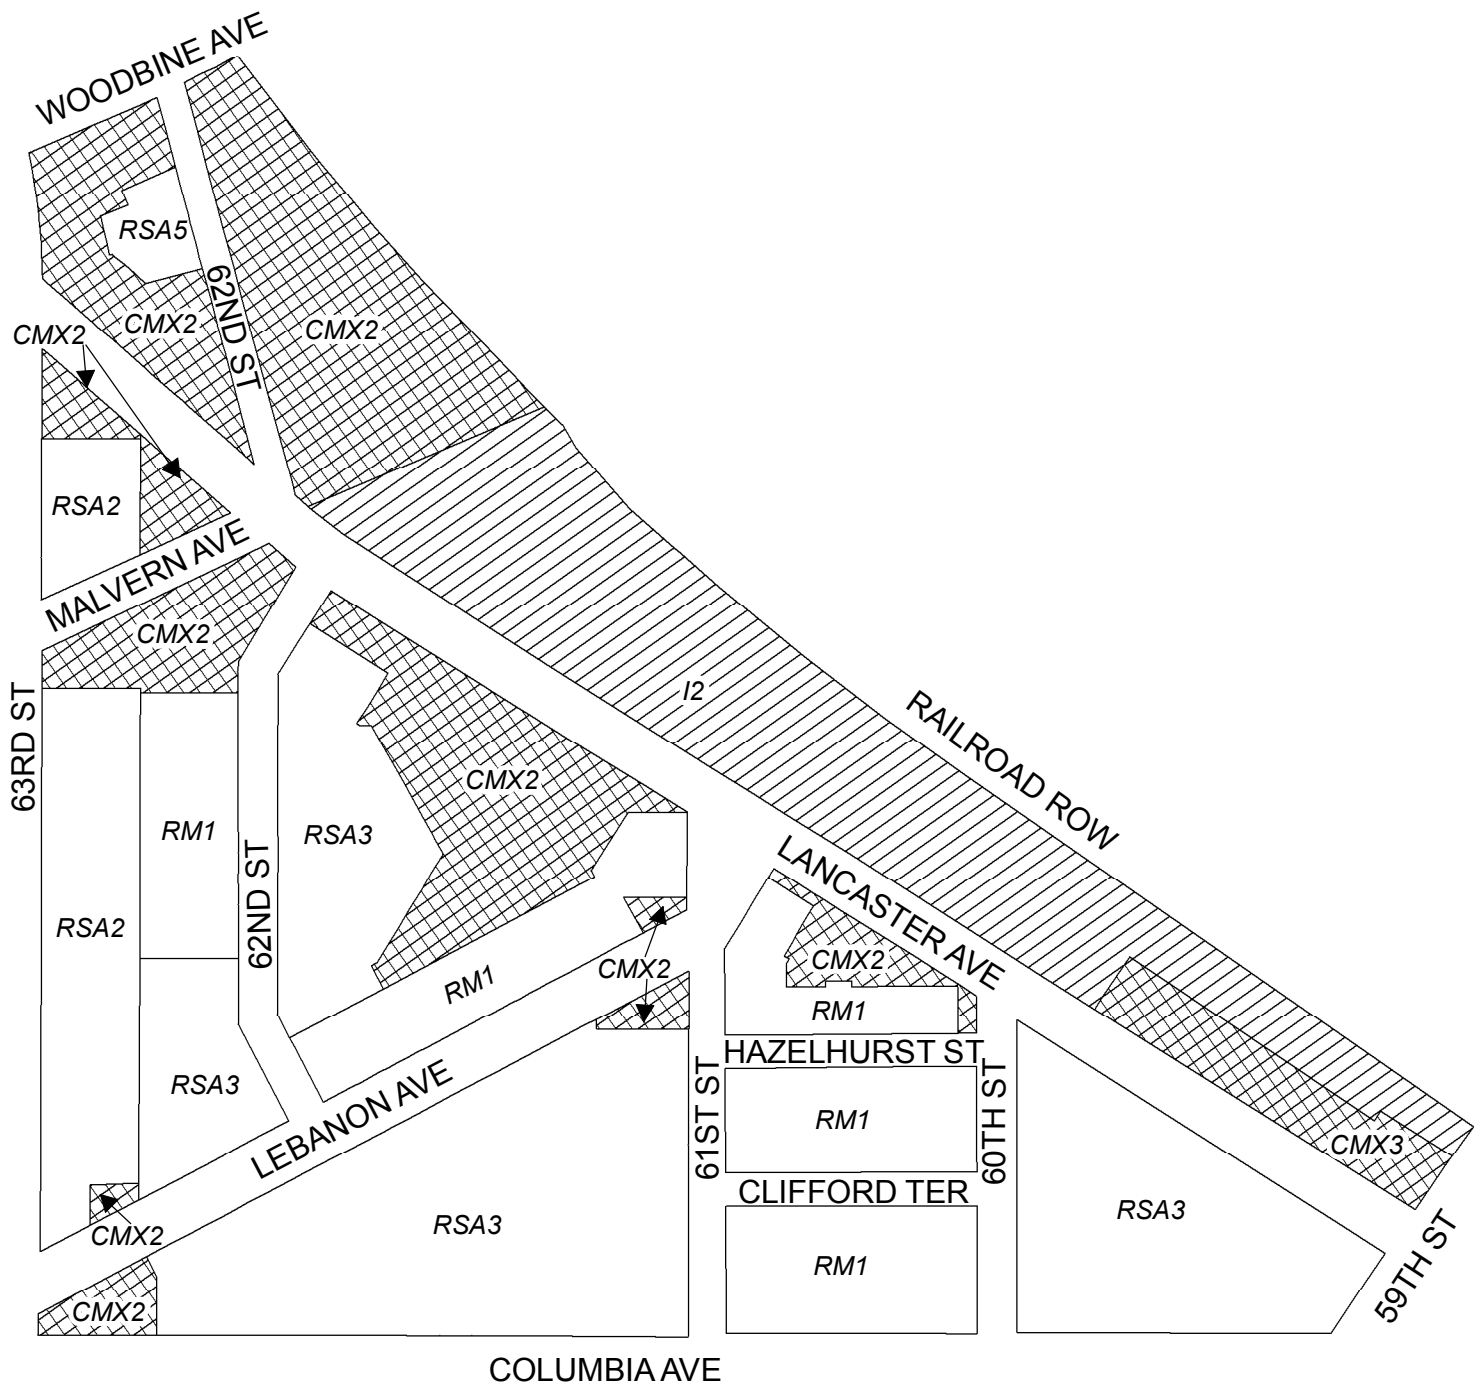 WOODBINE AVE
RSA5
62ND ST
CMX2
CMX2
CMX2
RSA2
MALVERN AVE
CMX2
63RD ST
I2
RAILROAD ROW
CMX2
RM1
RSA3
62ND ST
LANCASTER AVE
RSA2
CMX2
CMX2
RM1
RM1
HAZELHURST ST
RSA3
LEBANON AVE
61ST ST
RM1
60TH ST
CMX3
CLIFFORD TER
CMX2
RSA3
RSA3
RM1
59TH ST
CMX2
COLUMBIA AVE